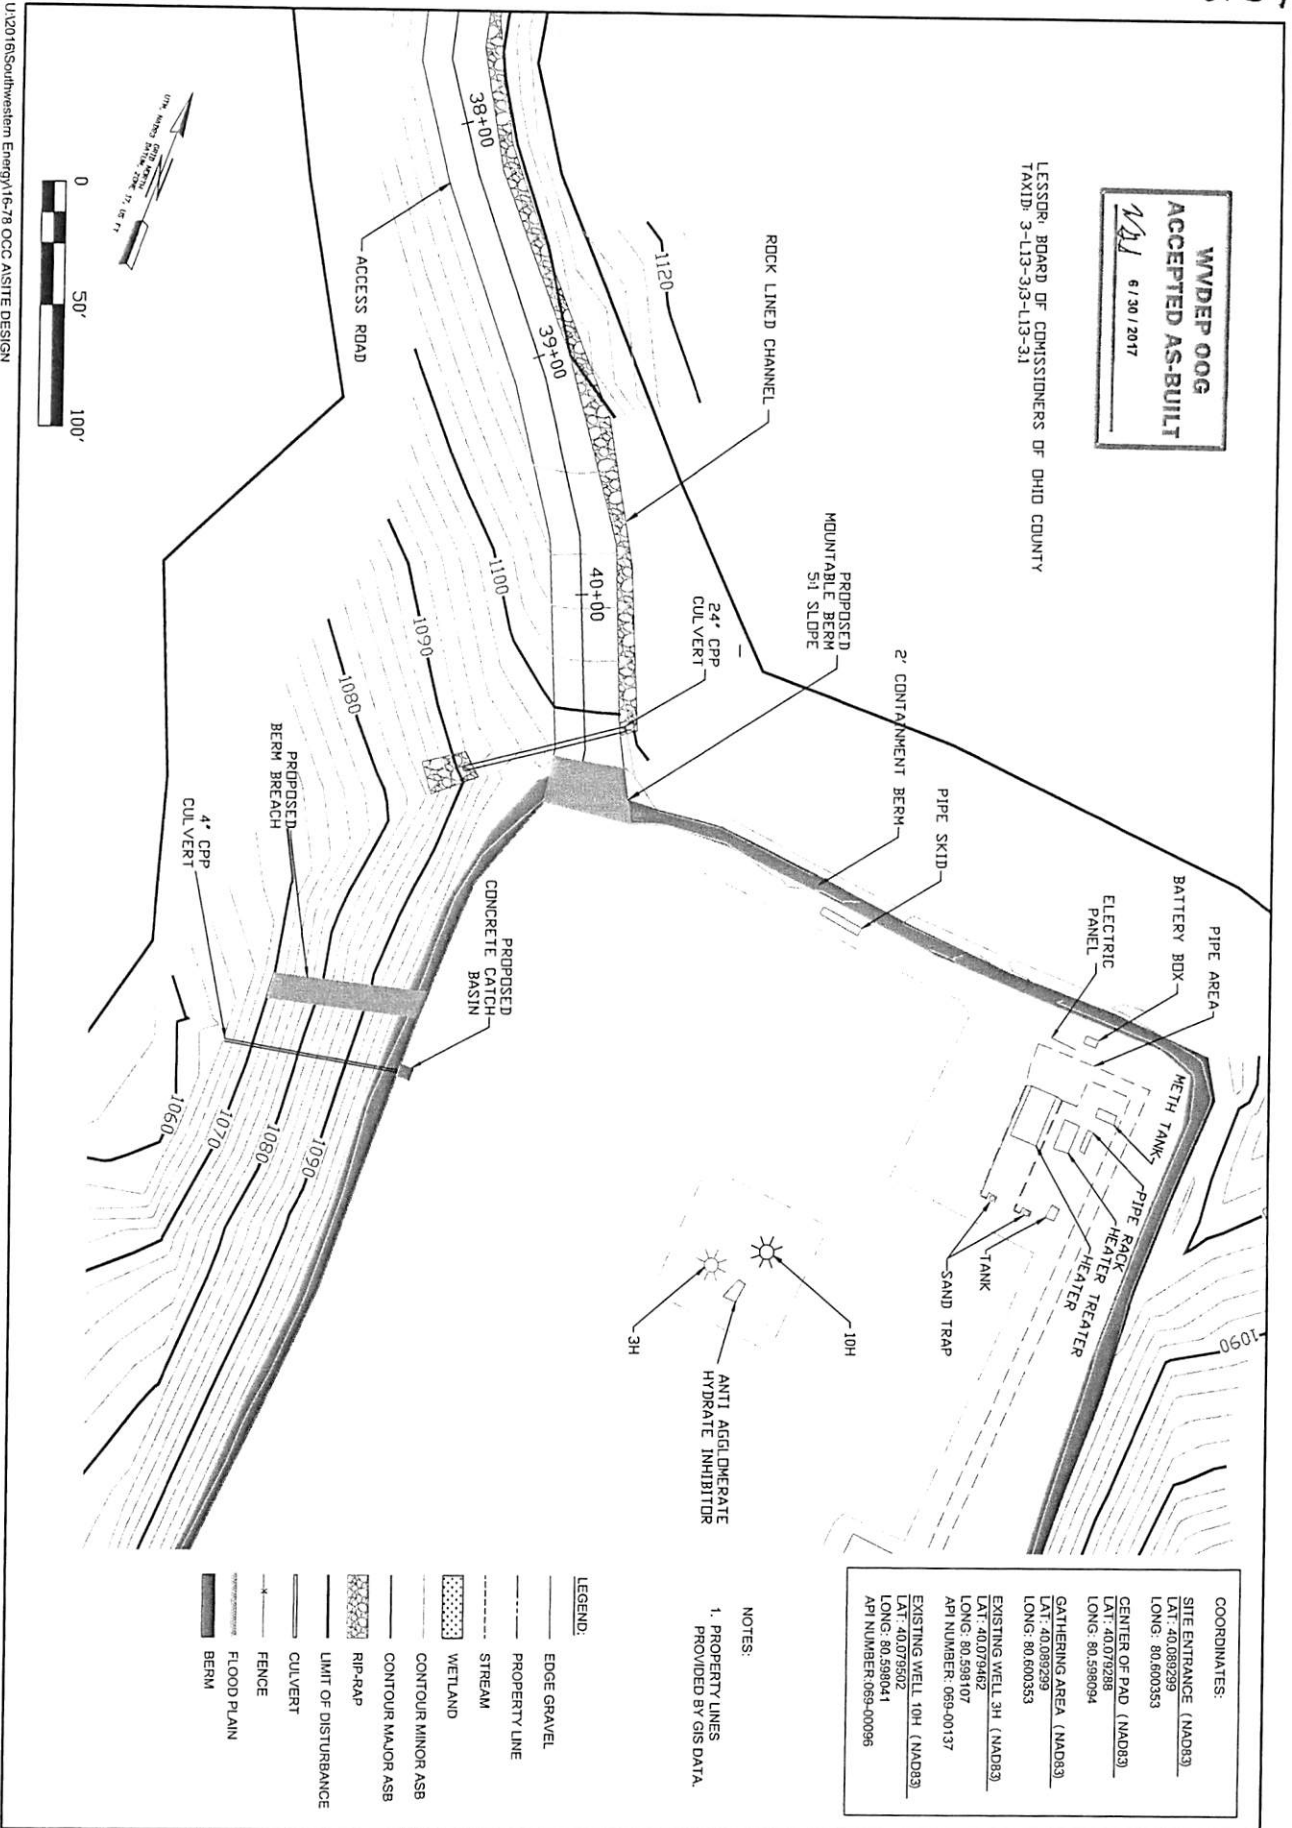 WVDEP OOG
ACCEPTED AS-BUILT
6 / 30 / 2017
LESSOR: BOARD OF COMISSIONERS OF OHIO COUNTY
TAXID: 3-L13-3;3-L13-3.1
COORDINATES:
SITE ENTRANCE (NAD83)
LAT: 40.089299
LONG: 80.600353
CENTER OF PAD (NAD83)
LAT: 40.079288
LONG: 80.598094
GATHERING AREA (NAD83)
LAT: 40.089299
LONG: 80.600353
EXISTING WELL 3H (NAD83)
LAT: 40.079462
LONG: 80.598107
API NUMBER: 069-00137
EXISTING WELL 10H (NAD83)
LAT: 40.079502
LONG: 80.598041
API NUMBER:069-00096
NOTES:
1. PROPERTY LINES
PROVIDED BY GIS DATA.
LEGEND:
EDGE GRAVEL
PROPERTY LINE
STREAM
WETLAND
CONTOUR MINOR ASB
CONTOUR MAJOR ASB
RIP-RAP
LIMIT OF DISTURBANCE
CULVERT
FENCE
FLOOD PLAIN
BERM
1120
ROCK LINED CHANNEL
38+00
39+00
40+00
ACCESS ROAD
1100
1090
1080
PROPOSED
MOUNTABLE BERM
5:1 SLOPE
24" CPP
CULVERT
2' CONTAINMENT BERM
PIPE SKID
ELECTRIC
PANEL
BATTERY BOX
PIPE AREA
METH TANK
PIPE RACK
HEATER TREATER
HEATER
TANK
SAND TRAP
1090
10H
3H
ANTI AGGLOMERATE
HYDRATE INHIBITOR
PROPOSED
CONCRETE CATCH
BASIN
PROPOSED
BERM BREACH
4" CPP
CULVERT
1060
1070
1080
1090
N
0
50'
100'
U:\2016\Southwestern Energy\16-78 OCC A\SITE DESIGN